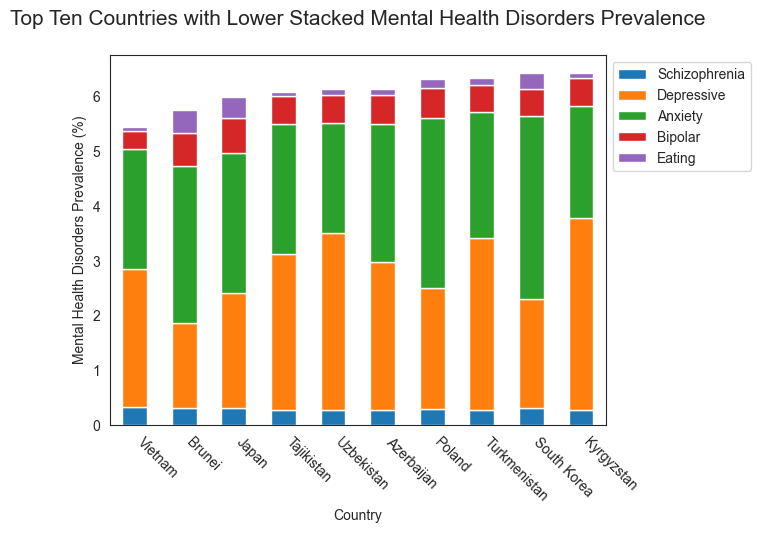 Top Ten Countries with Lower Stacked Mental Health Disorders Prevalence
Mental Health Disorders Prevalence (%)
6
5
4
3
2
1
0
Vietnam
Brunei
Japan
Tajikistan
Uzbekistan
Azerbaijan
Poland
Turkmenistan
South Korea
Kyrgyzstan
Country
Schizophrenia
Depressive
Anxiety
Bipolar
Eating